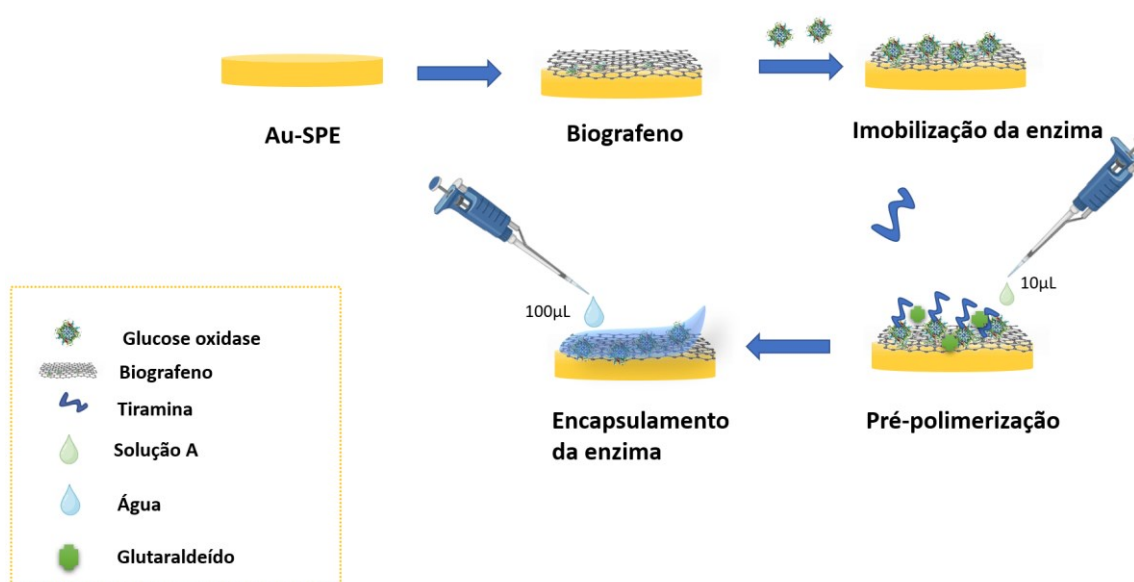 Au-SPE
Biografeno
Imobilização da enzima
100µL
10µL
Encapsulamento
da enzima
Pré-polimerização
Glucose oxidase
Biografeno
Tiramina
Solução A
Água
Glutaraldeído